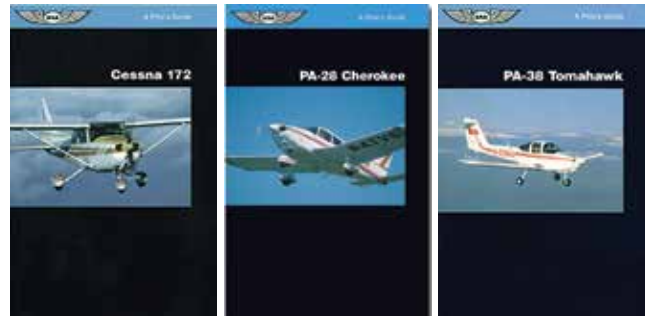 A Pilot's Guide
Cessna 172
A Pilot's Guide
PA-28 Cherokee
A Pilot's Guide
PA-38 Tomahawk